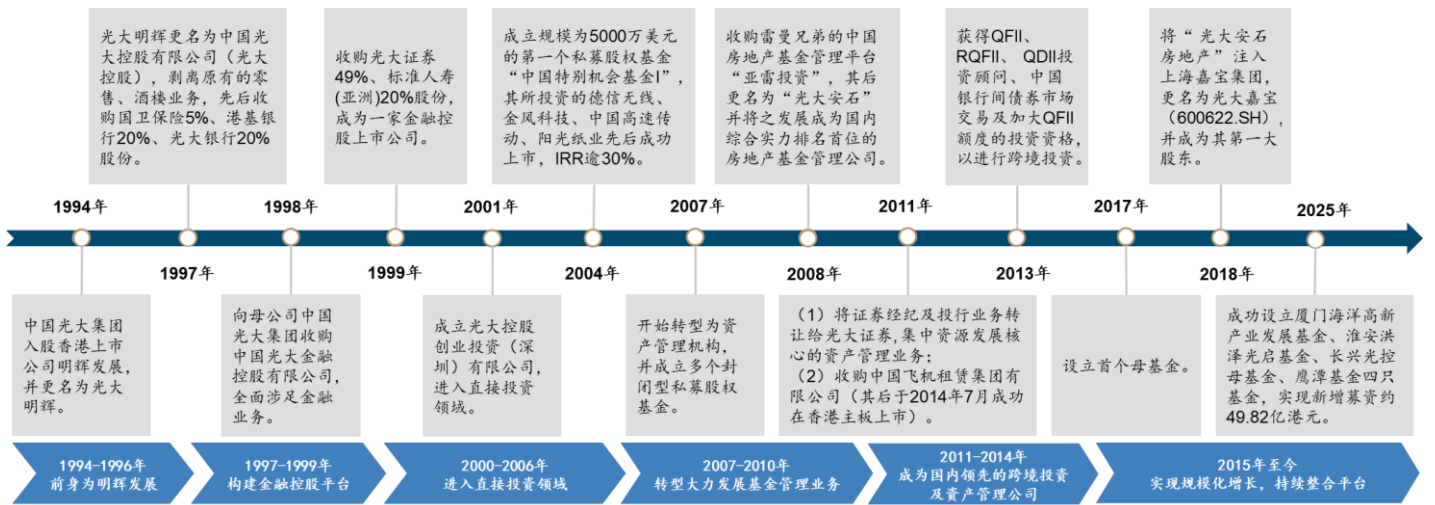 光大明辉更名为中国光
大控股有限公司（光大
控股），剥离原有的零
售、酒楼业务，先后收
购国卫保险5%、港基银
行20%、光大银行20%
股份。
收购光大证券
49%、标准人寿
(亚洲)20%股份，
成为一家金融控
股上市公司。
成立规模为5000万美元
的第一个私募股权基金
“中国特别机会基金I”，
其所投资的德信无线、
金风科技、中国高速传
动、阳光纸业先后成功
上市，IRR逾30%。
收购雷曼兄弟的中国
房地产基金管理平台
“亚雷投资”，其后
更名为“光大安石”
并将之发展成为国内
综合实力排名首位的
房地产基金管理公司。
获得QFII、
RQFII、 QDII投
资顾问、中国
银行间债券市场
交易及加大QFII
额度的投资资格，
以进行跨境投资。
将“光大安石
房地产”注入
上海嘉宝集团，
更名为光大嘉宝
（600622.SH），
并成为其第一大
股东。
1994年
1998年
2001年
2007年
2011年
2017年
2025年
1997年
1999年
2004年
2008年
2013年
2018年
中国光大集团
入股香港上市
公司明辉发展，
并更名为光大
明辉。
向母公司中国
光大集团收购
中国光大金融
控股有限公司，
全面涉足金融
业务。
成立光大控股
创业投资（深
圳）有限公司，
进入直接投资
领域。
开始转型为资
产管理机构，
并成立多个封
闭型私募股权
基金。
（1）将证券经纪及投行业务转
让给光大证券,集中资源发展核
心的资产管理业务；
（2）收购中国飞机租赁集团有
限公司（其后于2014年7月成功
在香港主板上市）。
设立首个母基金。
成功设立厦门海洋高新
产业发展基金、淮安洪
泽光启基金、长兴光控
母基金、鹰潭基金四只
基金，实现新增募资约
49.82亿港元。
1994-1996年
前身为明辉发展
1997-1999年
构建金融控股平台
2000-2006年
进入直接投资领域
2007-2010年
转型大力发展基金管理业务
2011-2014年
成为国内领先的跨境投资
及资产管理公司
2015年至今
实现规模化增长，持续整合平台